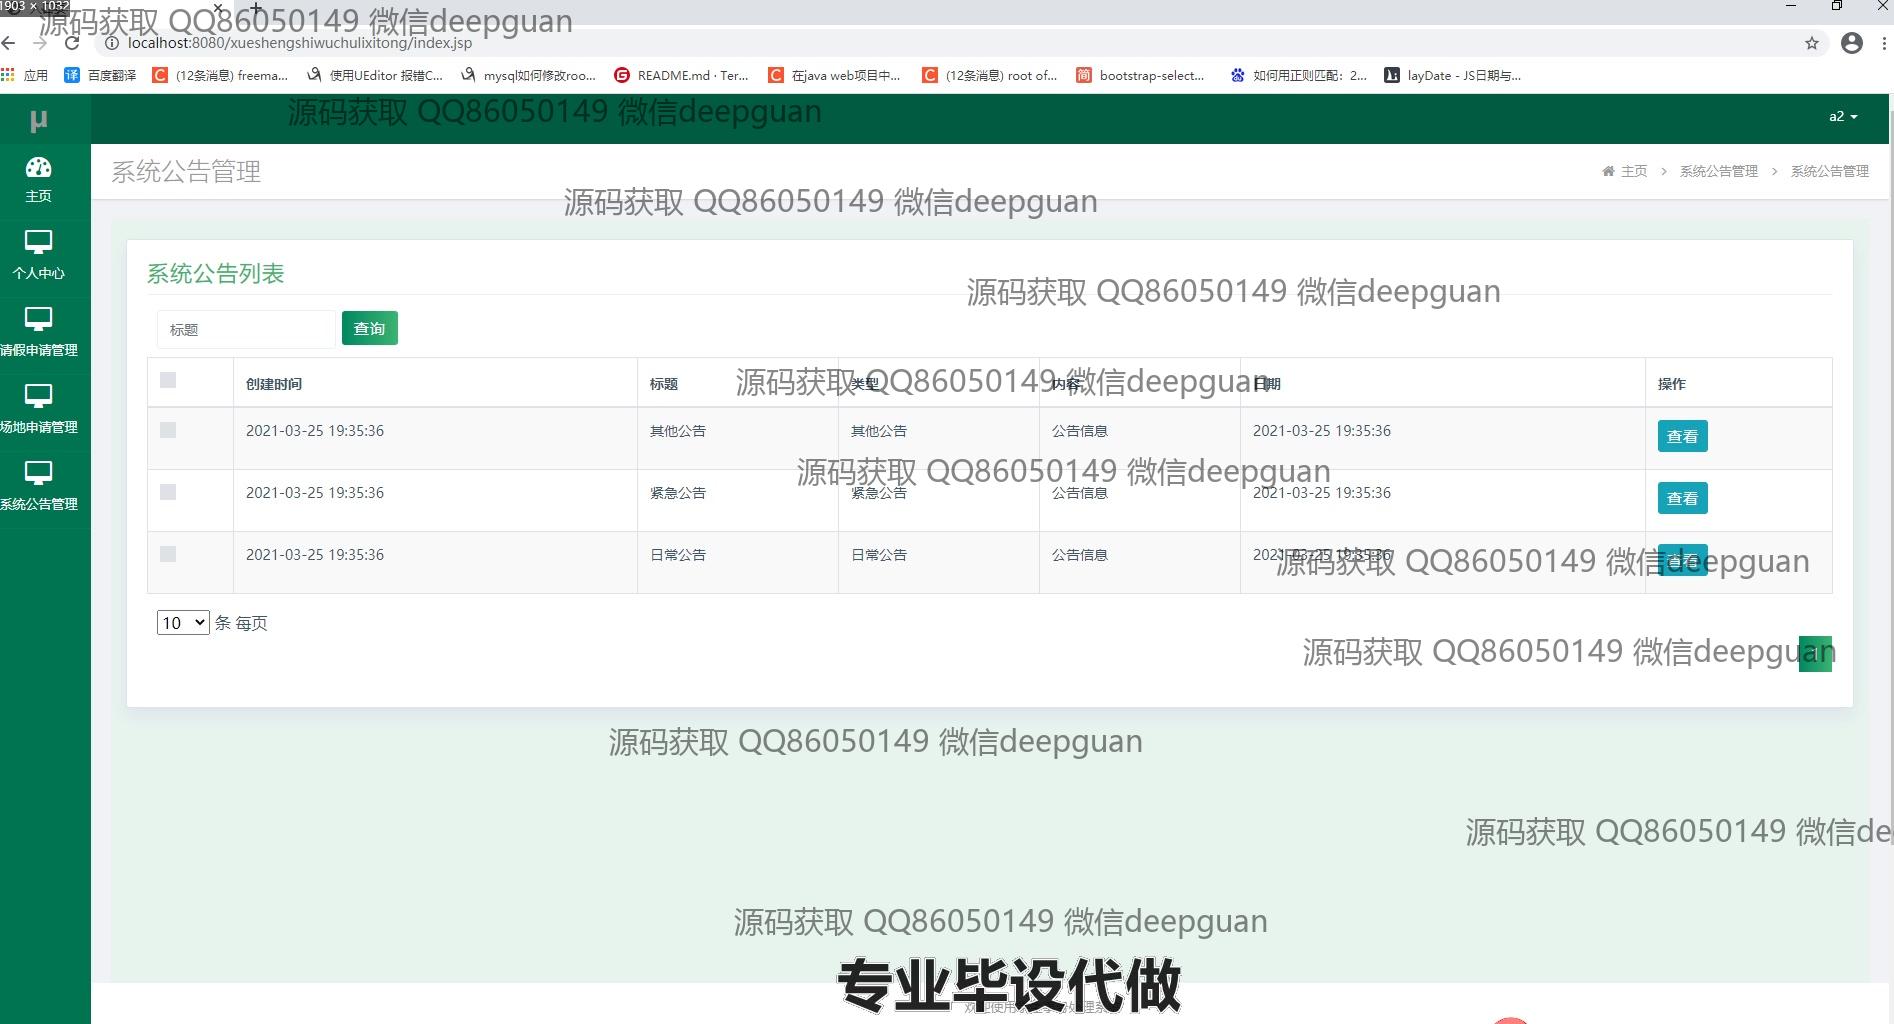 1903 × 1032
源码获取 QQ86050149 微信deepguan
localhost:8080/xueshengshiwuchulixitong/index.jsp
应用 百度翻译 (12条消息) freema... 使用UEditor 报错C... mysql如何修改roo... README.md · Ter... 在java web项目中... (12条消息) root of... bootstrap-select... 如何用正则匹配：2... layDate - JS日期与...
μ
源码获取 QQ86050149 微信deepguan
a2
主页
系统公告管理
主页 > 系统公告管理 > 系统公告管理
源码获取 QQ86050149 微信deepguan
个人中心
系统公告列表
源码获取 QQ86050149 微信deepguan
标题 查询
请假申请管理
创建时间 标题 类型 内容 日期 操作
源码获取 QQ86050149 微信deepguan
场地申请管理
2021-03-25 19:35:36 其他公告 其他公告 公告信息 2021-03-25 19:35:36 查看
源码获取 QQ86050149 微信deepguan
2021-03-25 19:35:36 紧急公告 紧急公告 公告信息 2021-03-25 19:35:36 查看
系统公告管理
2021-03-25 19:35:36 日常公告 日常公告 公告信息 2021-03-25 19:35:36 查看
源码获取 QQ86050149 微信deepguan
10 条 每页
源码获取 QQ86050149 微信deepguan
1
源码获取 QQ86050149 微信deepguan
源码获取 QQ86050149 微信de
源码获取 QQ86050149 微信deepguan
专业毕设代做